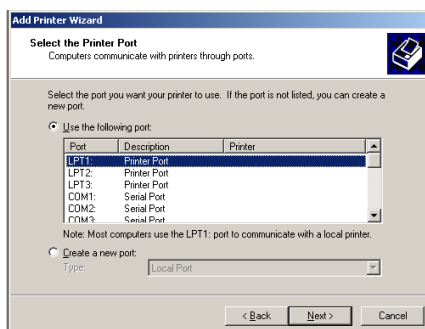 Add Printer Wizard
Select the Printer Port
Computers communicate with printers through ports.
Select the port you want your printer to use. If the port is not listed, you can create a
new port.
Use the following port:
Port Description Printer
LPT1: Printer Port
LPT2: Printer Port
LPT3: Printer Port
COM1: Serial Port
COM2: Serial Port
COM3: Serial Port
Note: Most computers use the LPT1: port to communicate with a local printer.
Create a new port:
Type: Local Port
< Back Next > Cancel